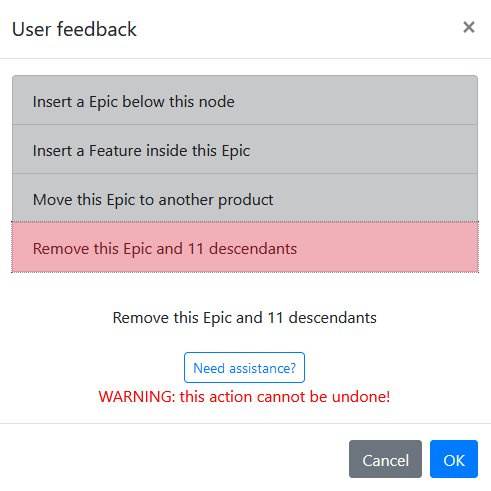 User feedback
×
Insert a Epic below this node
Insert a Feature inside this Epic
Move this Epic to another product
Remove this Epic and 11 descendants
Remove this Epic and 11 descendants
Need assistance?
WARNING: this action cannot be undone!
Cancel
OK